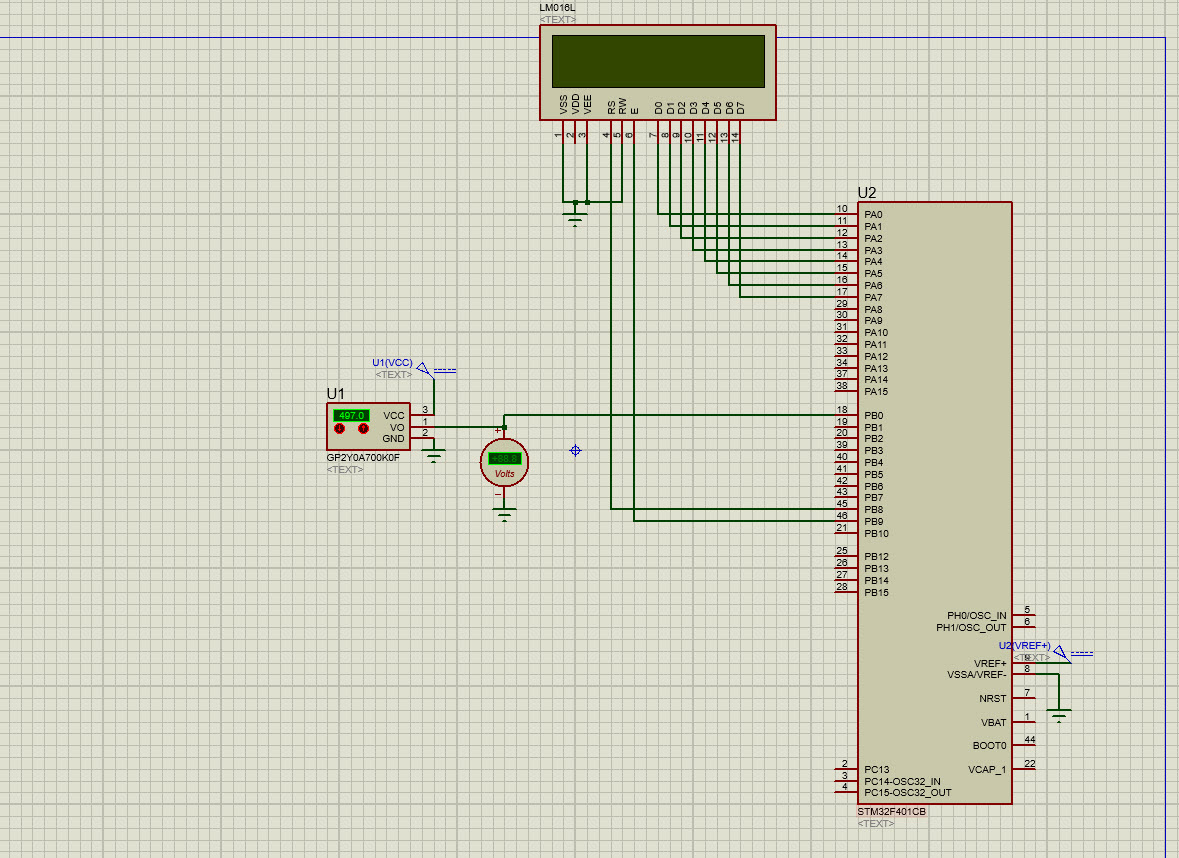 LM016L
<TEXT>
VSS VDD VEE RS RW E D0 D1 D2 D3 D4 D5 D6 D7
1 2 3 4 5 6 7 8 9 10 11 12 13 14
U2
10 PA0
11 PA1
12 PA2
13 PA3
14 PA4
15 PA5
16 PA6
17 PA7
29 PA8
30 PA9
31 PA10
32 PA11
33 PA12
34 PA13
37 PA14
38 PA15
U1(VCC)
<TEXT>
U1
497.0
VCC 3
VO 1
GND 2
GP2Y0A700K0F
<TEXT>
+88.8
Volts
18 PB0
19 PB1
20 PB2
39 PB3
40 PB4
41 PB5
42 PB6
43 PB7
45 PB8
46 PB9
21 PB10
25 PB12
26 PB13
27 PB14
28 PB15
PH0/OSC_IN 5
PH1/OSC_OUT 6
U2(VREF+)
<TEXT>
VREF+ 9
VSSA/VREF- 8
NRST 7
VBAT 1
BOOT0 44
VCAP_1 22
2 PC13
3 PC14-OSC32_IN
4 PC15-OSC32_OUT
STM32F401CB
<TEXT>